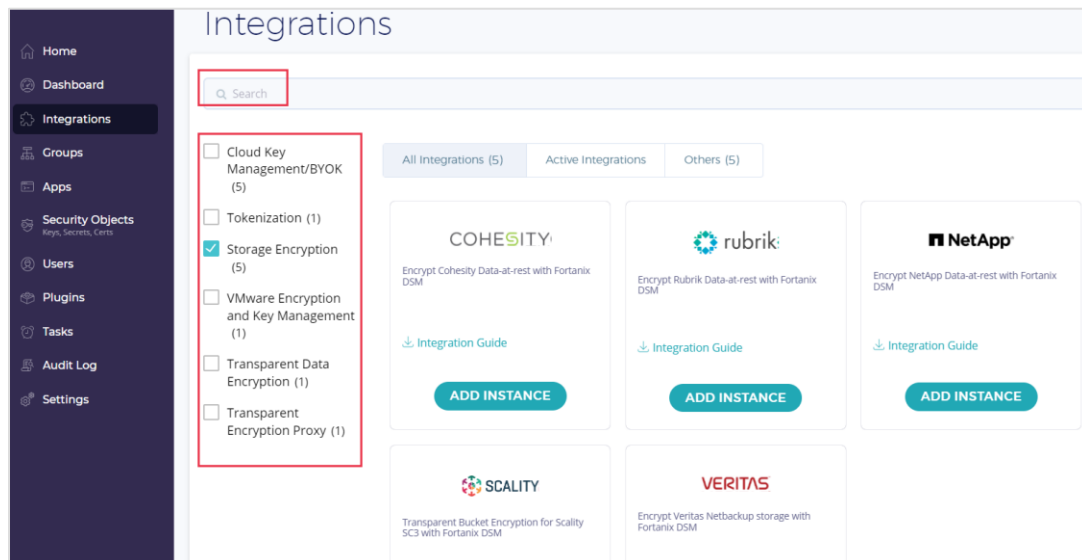 Integrations
Home
Dashboard
Integrations
Groups
Apps
Security Objects
Keys, Secrets, Certs
Users
Plugins
Tasks
Audit Log
Settings
Search
Cloud Key
Management/BYOK
(5)
Tokenization (1)
Storage Encryption
(5)
VMware Encryption
and Key Management
(1)
Transparent Data
Encryption (1)
Transparent
Encryption Proxy (1)
All Integrations (5)
Active Integrations
Others (5)
COHESITY
Encrypt Cohesity Data-at-rest with Fortanix
DSM
Integration Guide
ADD INSTANCE
rubrik
Encrypt Rubrik Data-at-rest with Fortanix
DSM
Integration Guide
ADD INSTANCE
NetApp
Encrypt NetApp Data-at-rest with Fortanix
DSM
Integration Guide
ADD INSTANCE
SCALITY
Transparent Bucket Encryption for Scality
SC3 with Fortanix DSM
VERITAS
Encrypt Veritas Netbackup storage with
Fortanix DSM